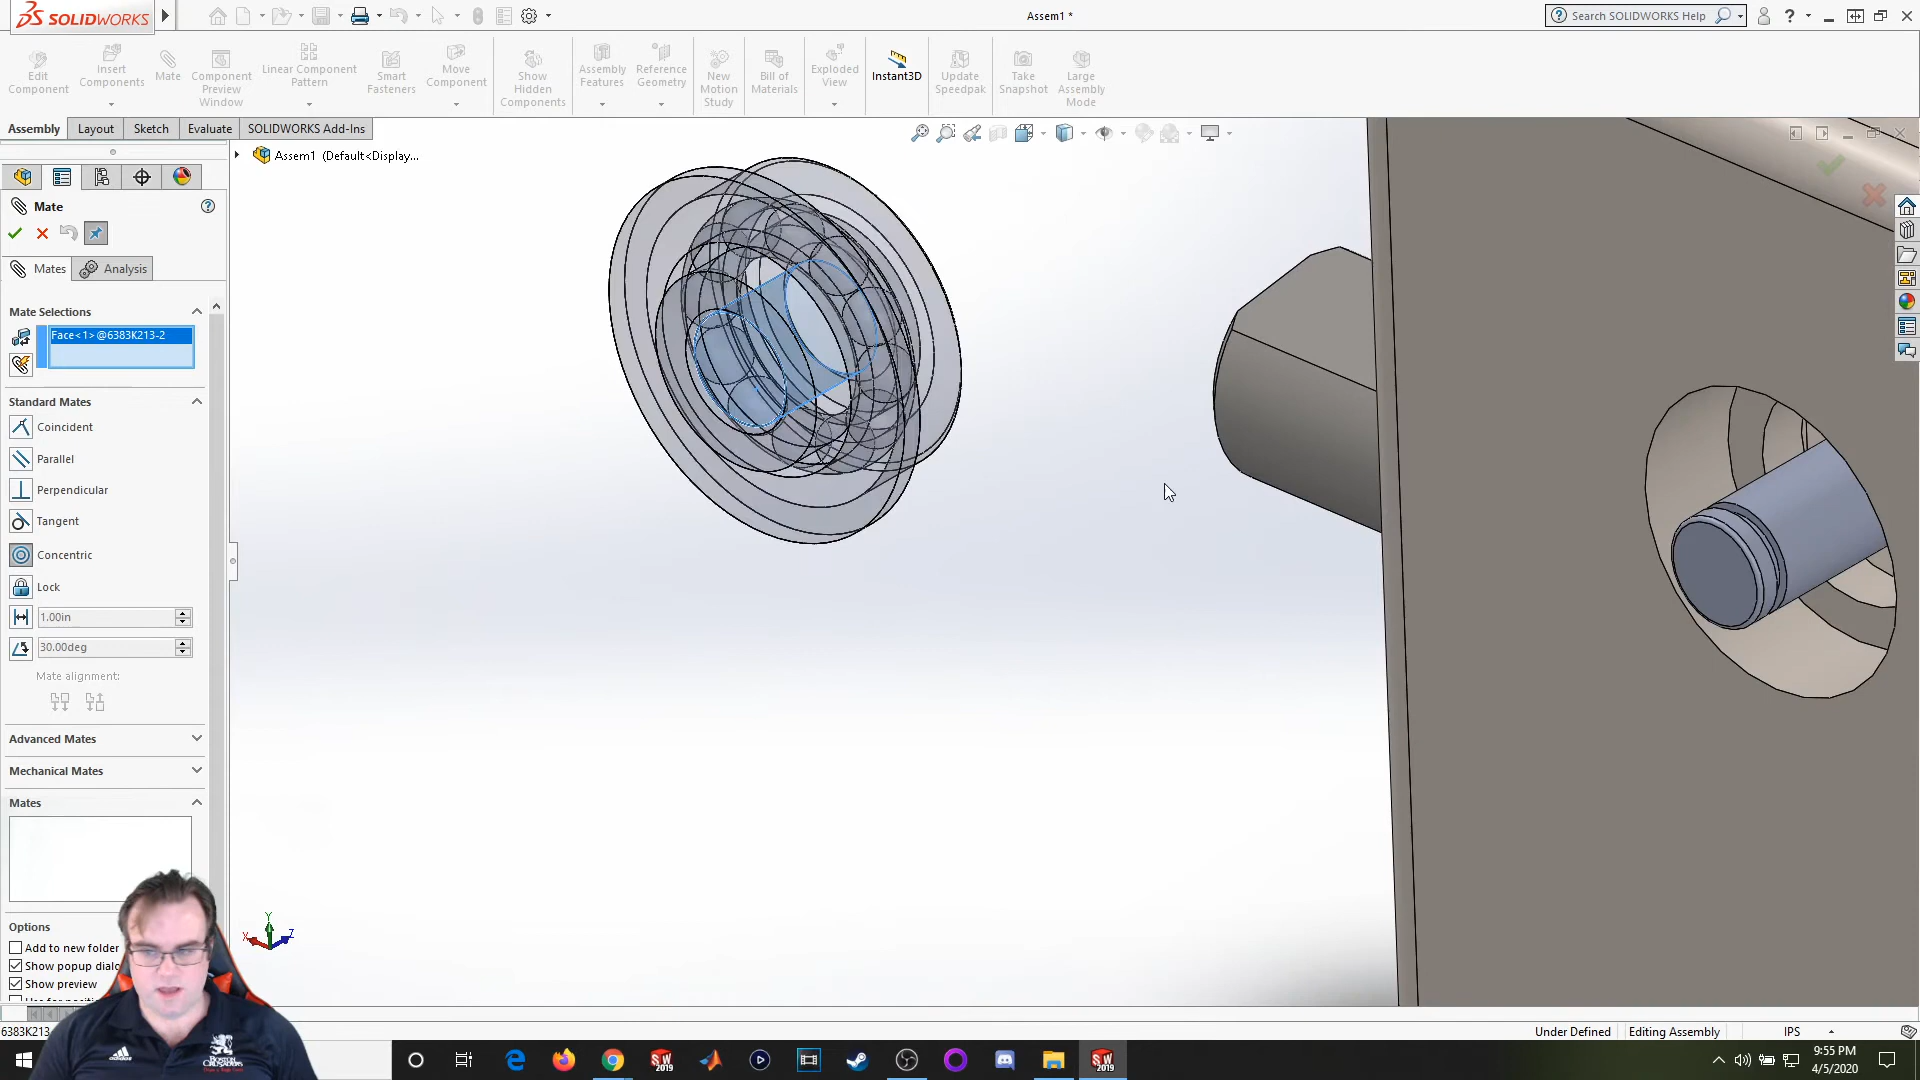 SOLIDWORKS
Assem1 *
Search SOLIDWORKS Help
Edit Component
Insert Components
Mate
Component Preview Window
Linear Component Pattern
Smart Fasteners
Move Component
Show Hidden Components
Assembly Features
Reference Geometry
New Motion Study
Bill of Materials
Exploded View
Instant3D
Update Speedpak
Take Snapshot
Large Assembly Mode
Assembly
Layout
Sketch
Evaluate
SOLIDWORKS Add-Ins
Assem1 (Default<Display...
Mate
Mates
Analysis
Mate Selections
Face<1>@6383K213-2
Standard Mates
Coincident
Parallel
Perpendicular
Tangent
Concentric
Lock
1.00in
30.00deg
Mate alignment:
Advanced Mates
Mechanical Mates
Mates
Options
Add to new folder
Show popup dialo
Show preview
X
Y
Z
adidas
6383K213-
Under Defined
Editing Assembly
IPS
SW 2019
SW 2019
9:55 PM
4/5/2020